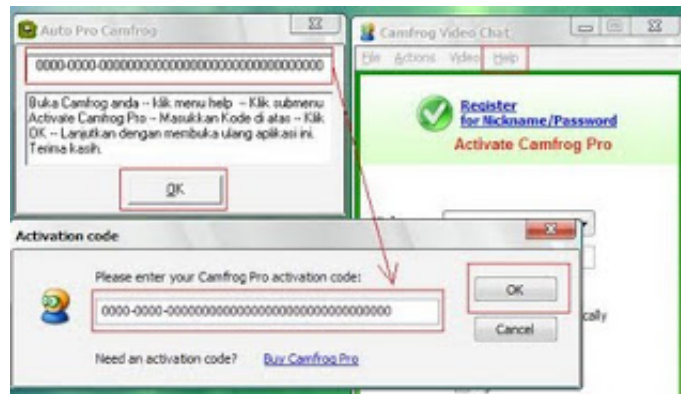 Auto Pro Camfrog
0000-0000-00000000000000000000000000000000
Buka Camfrog anda -- klik menu help -- Klik submenu
Activate Camfrog Pro -- Masukkan Kode di atas -- Klik
OK -- Lanjutkan dengan membuka ulang aplikasi ini.
Terima kasih.
OK
Camfrog Video Chat
File Actions Video Help
Register
for Nickname/Password
Activate Camfrog Pro
Activation code
Please enter your Camfrog Pro activation code:
0000-0000-00000000000000000000000000000000
OK
Cancel
Need an activation code? Buy Camfrog Pro